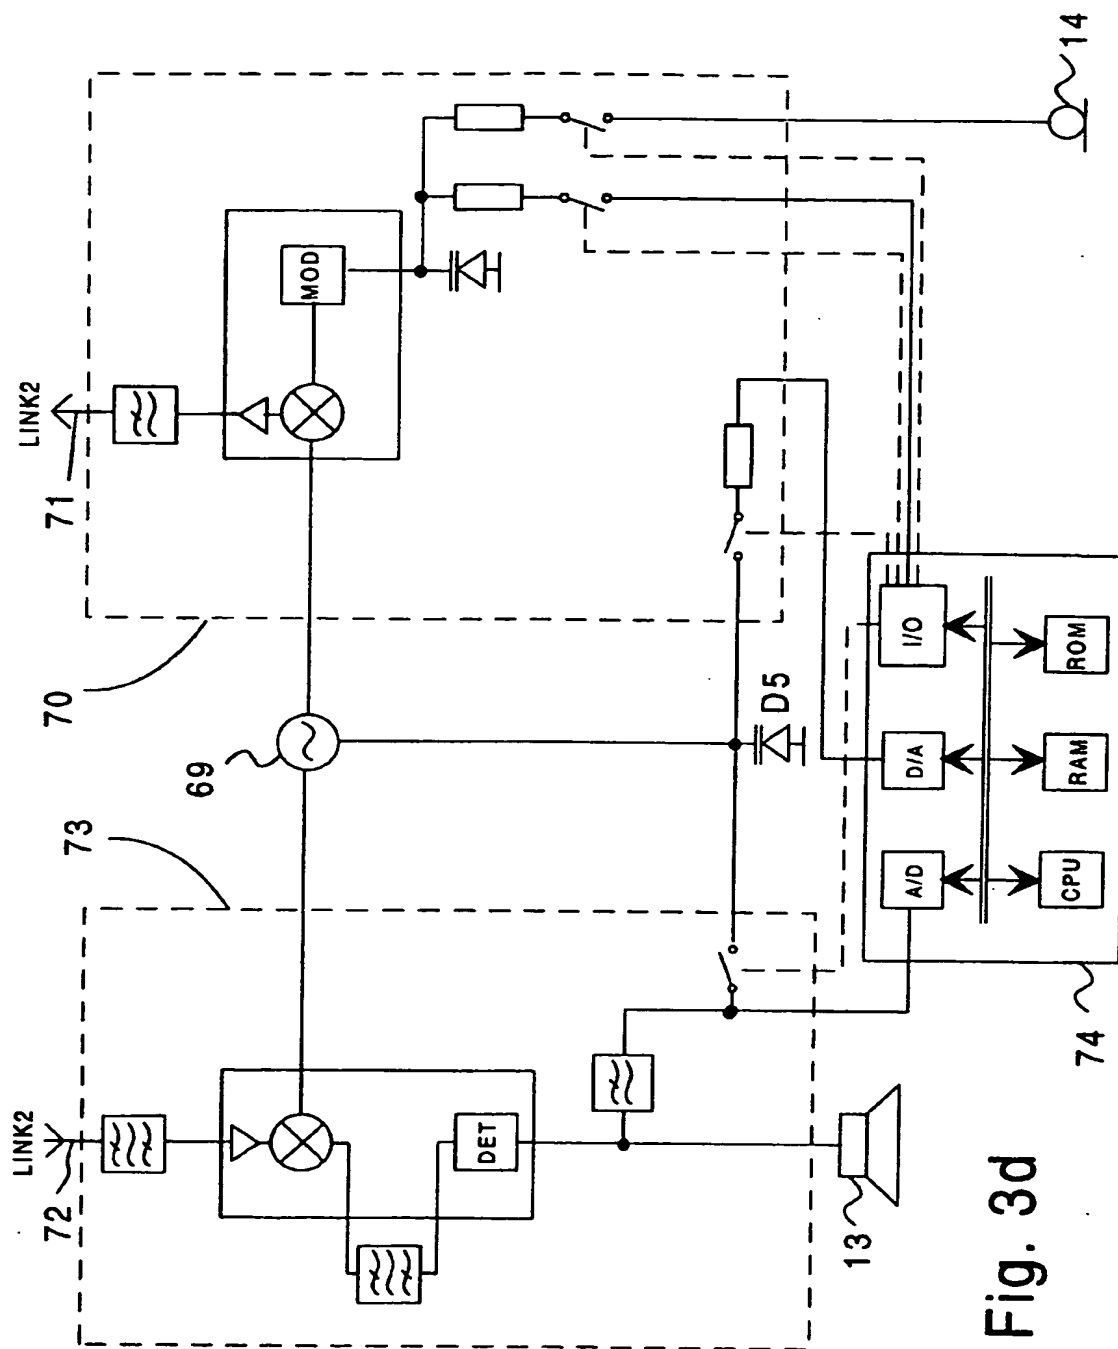 LINK2
72
73
DET
13
69
LINK2
71
70
MOD
D5
14
74
A/D
D/A
I/O
CPU
RAM
ROM
Fig. 3d